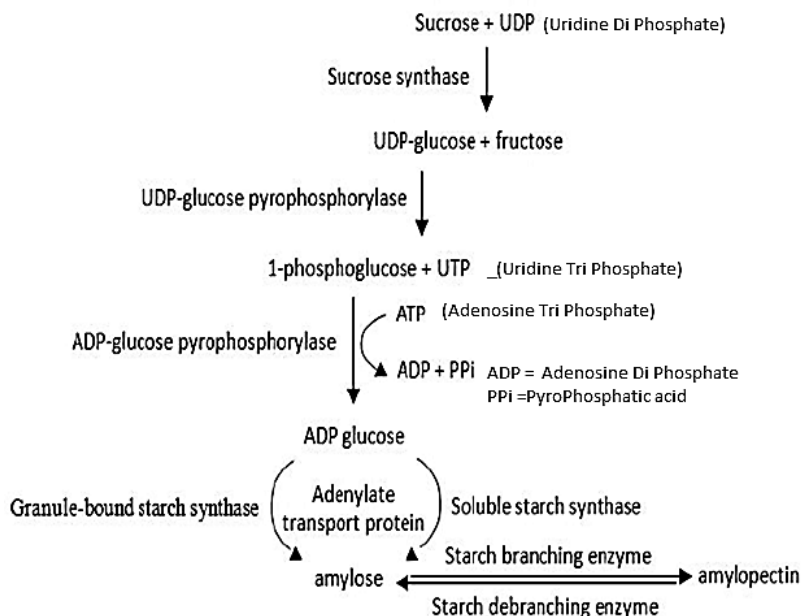 Sucrose + UDP (Uridine Di Phosphate)
Sucrose synthase
UDP-glucose + fructose
UDP-glucose pyrophosphorylase
1-phosphoglucose + UTP _(Uridine Tri Phosphate)
ATP (Adenosine Tri Phosphate)
ADP-glucose pyrophosphorylase
ADP + PPi ADP = Adenosine Di Phosphate
PPi =PyroPhosphatic acid
ADP glucose
Granule-bound starch synthase
Adenylate
transport protein
Soluble starch synthase
Starch branching enzyme
amylose
amylopectin
Starch debranching enzyme